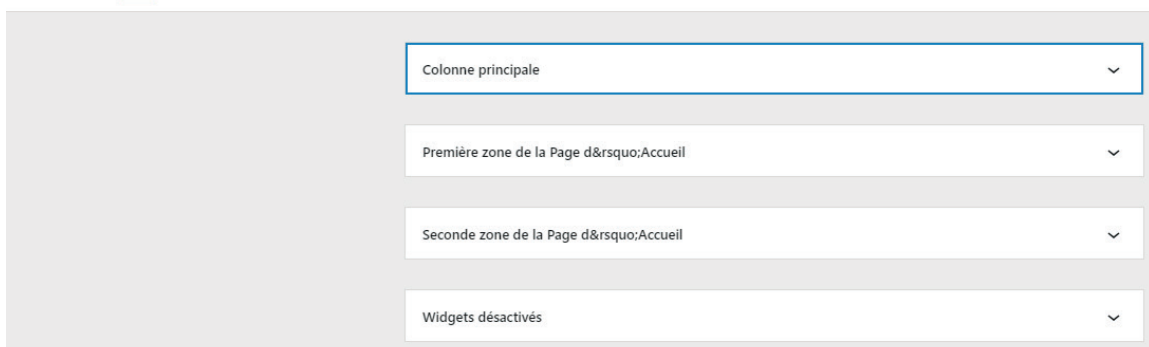 Colonne principale
Première zone de la Page d&rsquo;Accueil
Seconde zone de la Page d&rsquo;Accueil
Widgets désactivés